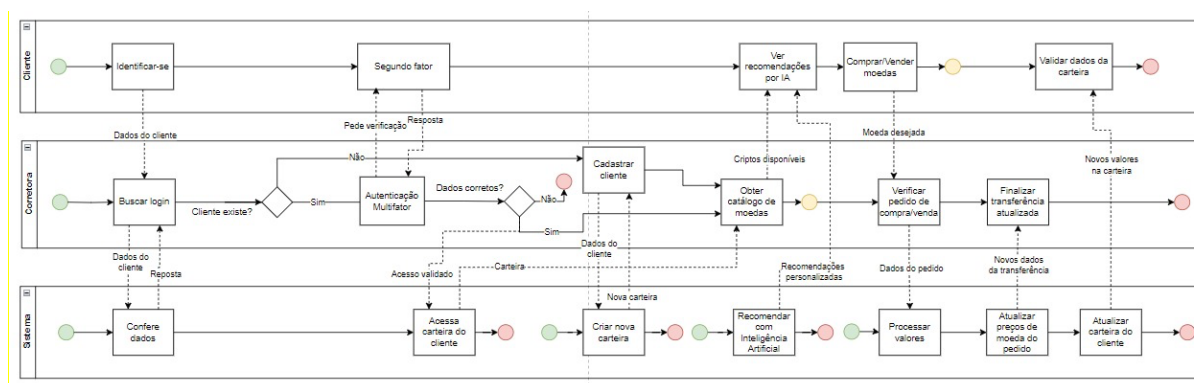 Cliente
Identificar-se
Segundo fator
Ver
recomendações
por IA
Comprar/Vender
moedas
Validar dados da
carteira
Dados do cliente
Pede verificação
Resposta
Moeda desejada
Corretora
Buscar login
Cliente existe?
Não
Sim
Autenticação
Multifator
Dados corretos?
Não
Sim
Cadastrar
cliente
Criptos disponíveis
Obter
catálogo de
moedas
Verificar
pedido de
compra/venda
Finalizar
transferência
atualizada
Novos valores
na carteira
Dados do
cliente
Reposta
Acesso validado
Carteira
Dados do
cliente
Nova carteira
Recomendações
personalizadas
Dados do pedido
Novos dados
da transferência
Sistema
Confere
dados
Acessa
carteira do
cliente
Criar nova
carteira
Recomendar
com
Inteligência
Artificial
Processar
valores
Atualizar
preços de
moeda do
pedido
Atualizar
carteira do
cliente